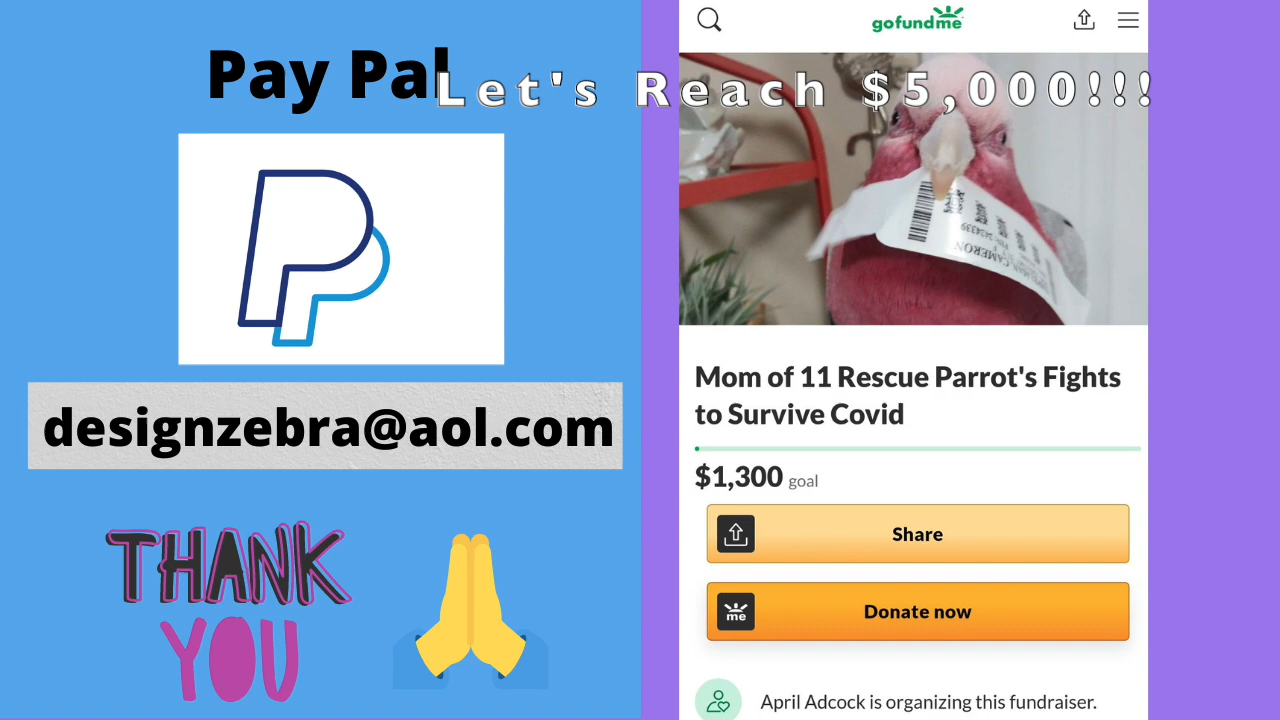 Pay Pal
Let's Reach $5,000!!!
designzebra@aol.com
THANK
YOU
gofundme
Mom of 11 Rescue Parrot's Fights
to Survive Covid
$1,300 goal
Share
me
Donate now
April Adcock is organizing this fundraiser.